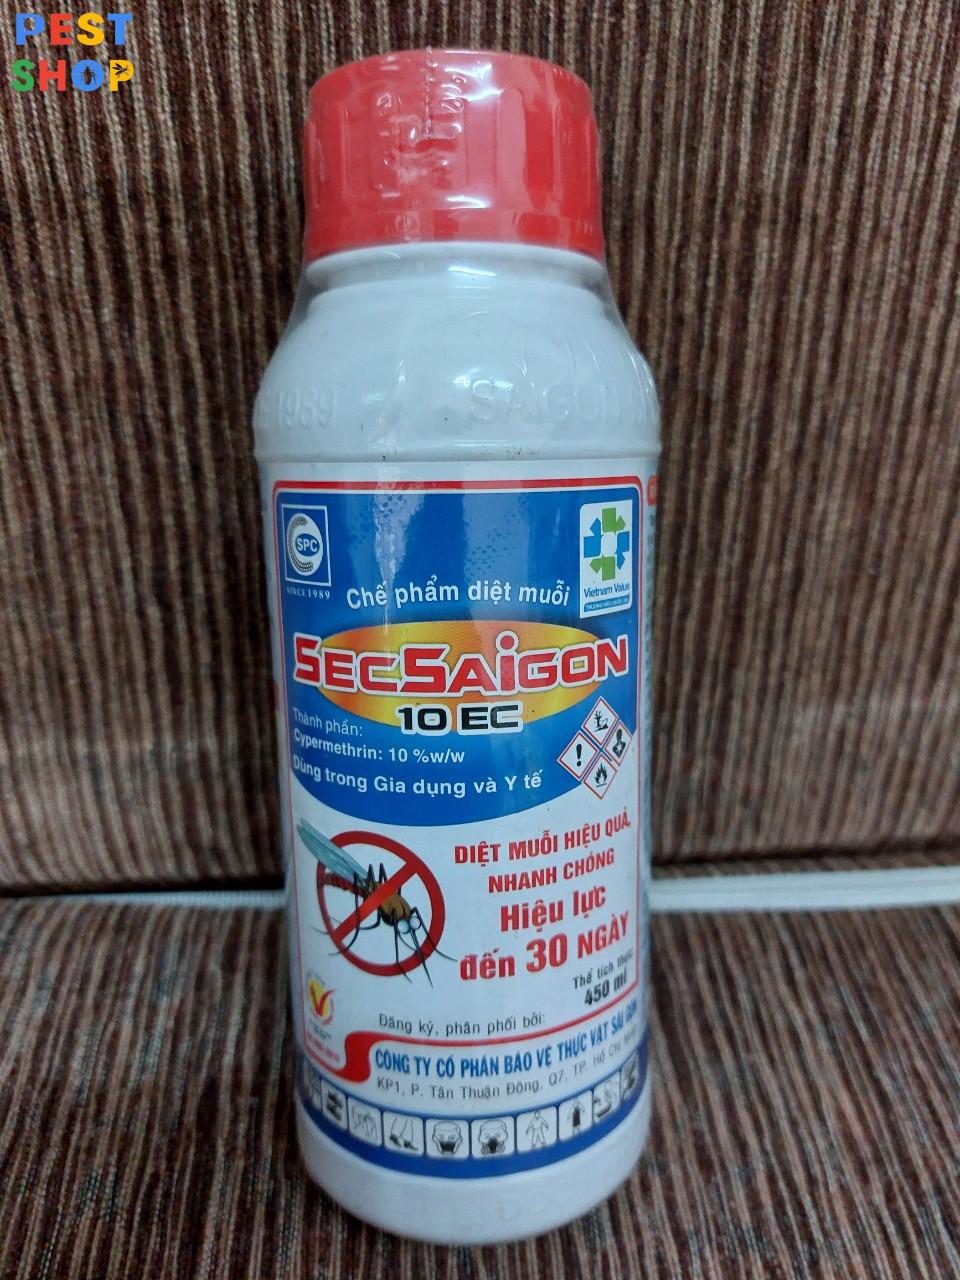 PEST
SHOP
1989
SAIGON
SPC
SINCE 1989
Vietnam Value
Chế phẩm diệt muỗi
SECSAIGON
10 EC
Thành phần:
Cypermethrin: 10 %w/w
Dùng trong Gia dụng và Y tế
DIỆT MUỖI HIỆU QUẢ,
NHANH CHÓNG
Hiệu lực
đến 30 NGÀY
Thể tích thực:
450 ml
Đăng ký, phân phối bởi:
CÔNG TY CỔ PHẦN BẢO VỆ THỰC VẬT SÀI GÒN
KP1, P. Tân Thuận Đông, Q7, TP. Hồ Chí Minh